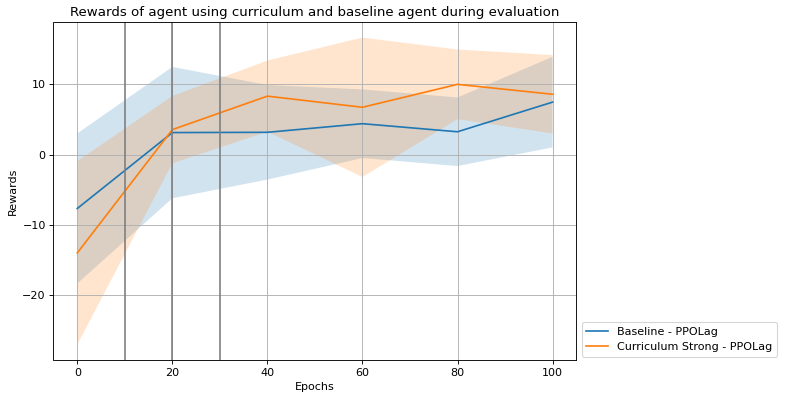 Rewards of agent using curriculum and baseline agent during evaluation
Rewards
10
0
−10
−20
0 20 40 60 80 100
Epochs
Baseline - PPOLag
Curriculum Strong - PPOLag